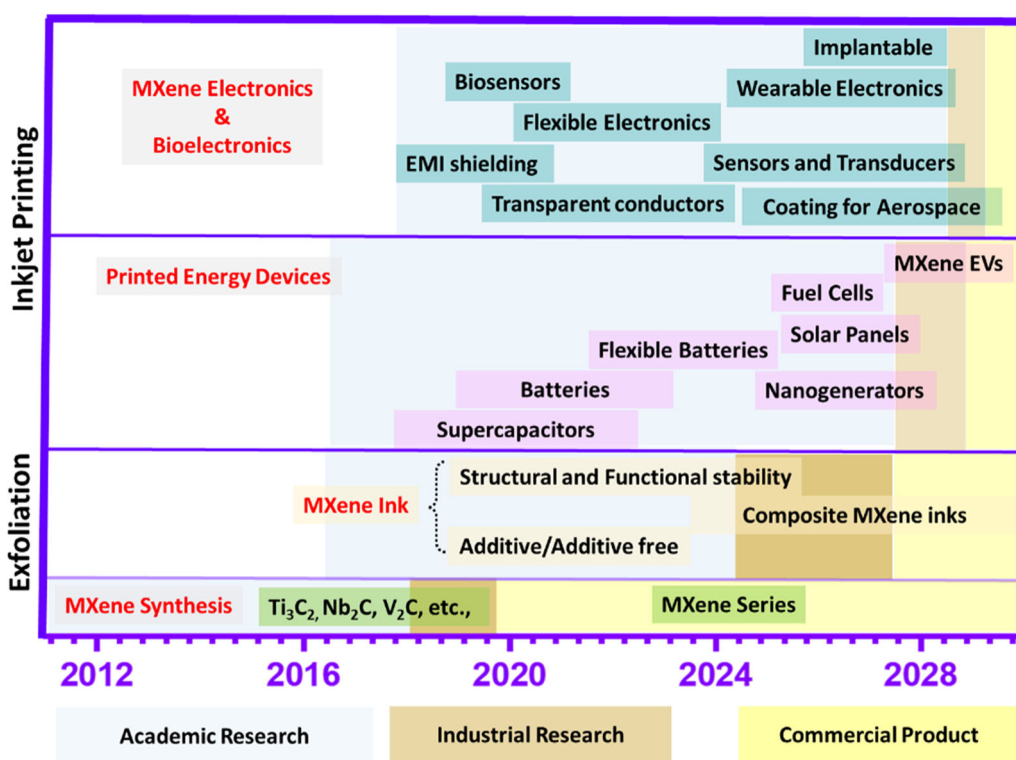 Inkjet Printing
MXene Electronics
&
Bioelectronics
Implantable
Biosensors
Wearable Electronics
Flexible Electronics
EMI shielding
Sensors and Transducers
Transparent conductors
Coating for Aerospace
Printed Energy Devices
MXene EVs
Fuel Cells
Solar Panels
Flexible Batteries
Batteries
Nanogenerators
Supercapacitors
Exfoliation
MXene Ink
Structural and Functional stability
Composite MXene inks
Additive/Additive free
MXene Synthesis
Ti₃C₂, Nb₂C, V₂C, etc.,
MXene Series
2012 2016 2020 2024 2028
Academic Research
Industrial Research
Commercial Product